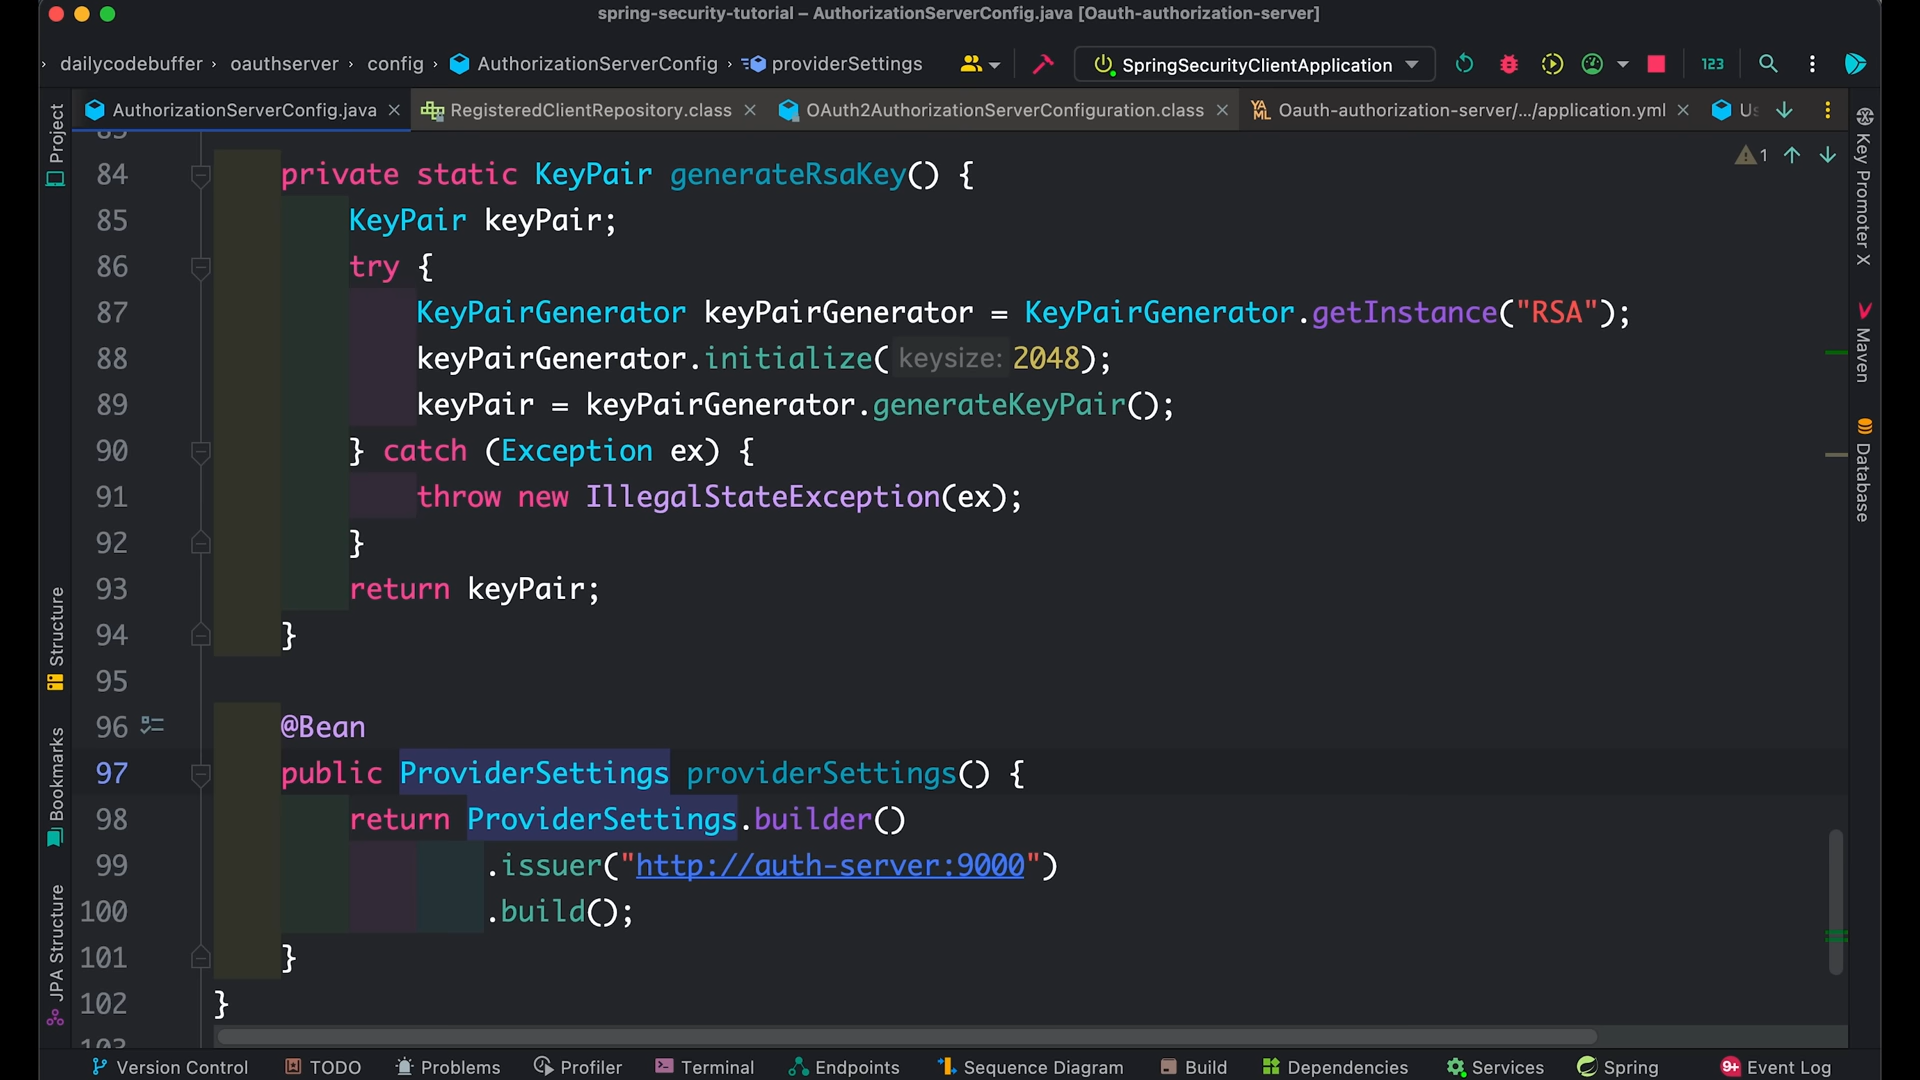 spring-security-tutorial – AuthorizationServerConfig.java [Oauth-authorization-server]
dailycodebuffer › oauthserver › config › AuthorizationServerConfig › providerSettings
SpringSecurityClientApplication
123
AuthorizationServerConfig.java
RegisteredClientRepository.class
OAuth2AuthorizationServerConfiguration.class
Oauth-authorization-server/.../application.yml
Project
Structure
Bookmarks
JPA Structure
1
84 private static KeyPair generateRsaKey() {
85 KeyPair keyPair;
86 try {
87 KeyPairGenerator keyPairGenerator = KeyPairGenerator.getInstance("RSA");
88 keyPairGenerator.initialize( keysize: 2048);
89 keyPair = keyPairGenerator.generateKeyPair();
90 } catch (Exception ex) {
91 throw new IllegalStateException(ex);
92 }
93 return keyPair;
94 }
95
96 @Bean
97 public ProviderSettings providerSettings() {
98 return ProviderSettings.builder()
99 .issuer("http://auth-server:9000")
100 .build();
101 }
102 }
Key Promoter X
Maven
Database
Version Control TODO Problems Profiler Terminal Endpoints Sequence Diagram Build Dependencies Services Spring 9+ Event Log